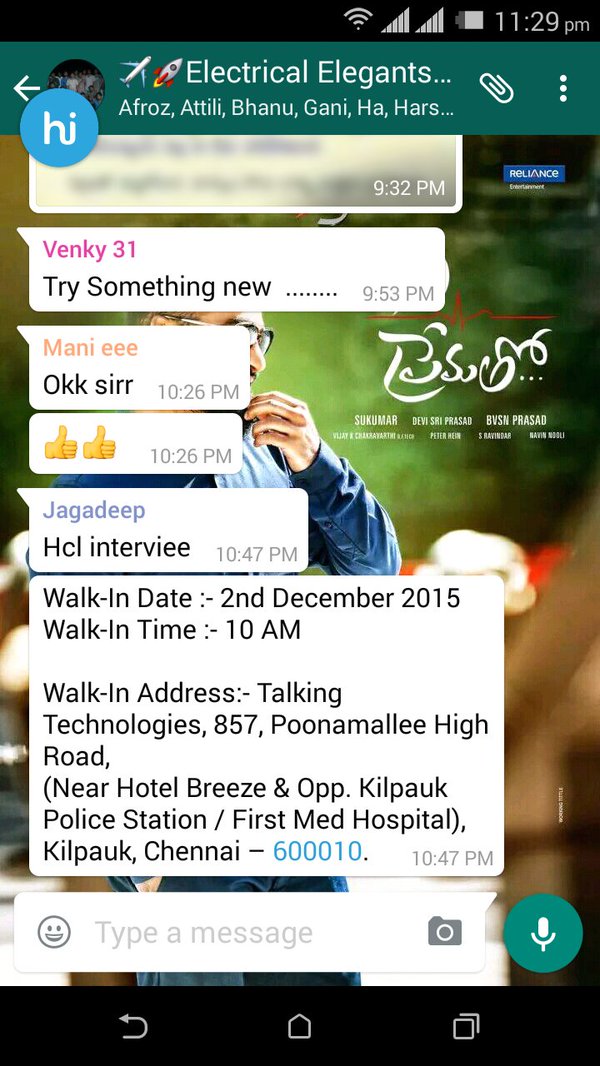 11:29 pm
✈️🚀Electrical Elegants...
Afroz, Attili, Bhanu, Gani, Ha, Hars...
hi
9:32 PM
RELIANCE
Entertainment
Venky 31
Try Something new ........ 9:53 PM
Mani eee
Okk sirr 10:26 PM
👍👍 10:26 PM
ప్రేమతో...
SUKUMAR DEVI SRI PRASAD BVSN PRASAD
VIJAY K CHAKRAVARTHI B.F.TECH PETER HEIN S RAVINDAR NAVIN NOOLI
Jagadeep
Hcl interviee 10:47 PM
Walk-In Date :- 2nd December 2015
Walk-In Time :- 10 AM
Walk-In Address:- Talking
Technologies, 857, Poonamallee High
Road,
(Near Hotel Breeze & Opp. Kilpauk
Police Station / First Med Hospital),
Kilpauk, Chennai – 600010. 10:47 PM
WORKING TITLE
Type a message